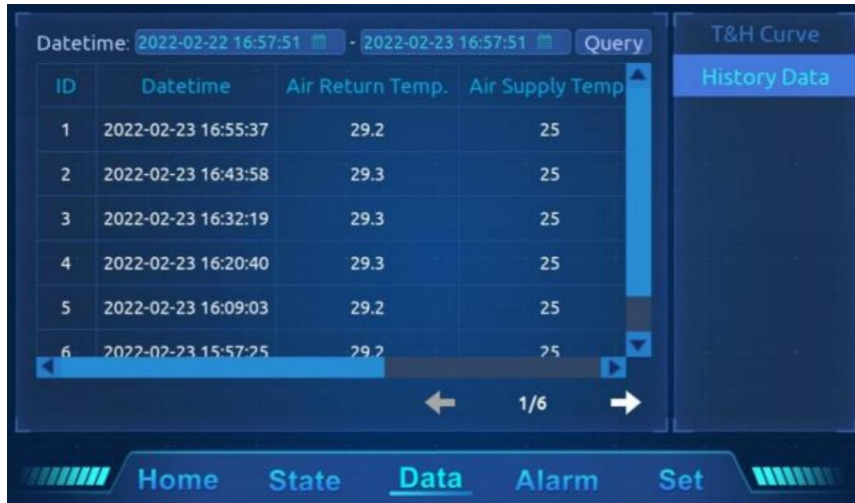 Datetime: 2022-02-22 16:57:51 - 2022-02-23 16:57:51 Query
T&H Curve
History Data
ID Datetime Air Return Temp. Air Supply Temp
1 2022-02-23 16:55:37 29.2 25
2 2022-02-23 16:43:58 29.3 25
3 2022-02-23 16:32:19 29.3 25
4 2022-02-23 16:20:40 29.3 25
5 2022-02-23 16:09:03 29.2 25
6 2022-02-23 15:57:25 29.2 25
1/6
Home State Data Alarm Set